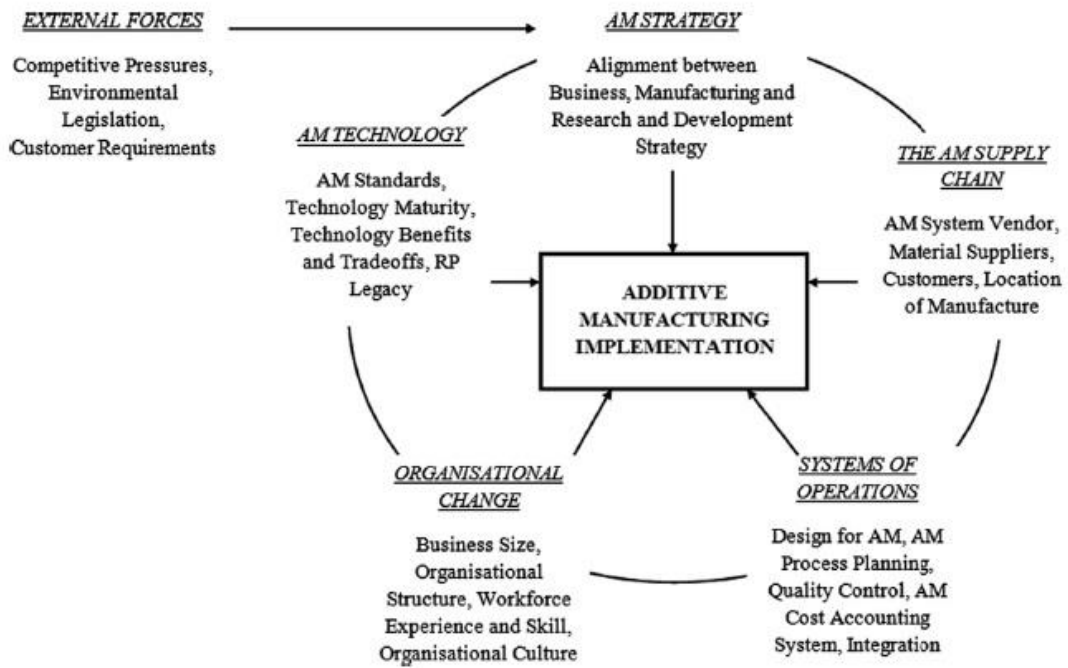 EXTERNAL FORCES
Competitive Pressures,
Environmental
Legislation,
Customer Requirements
AM STRATEGY
Alignment between
Business, Manufacturing and
Research and Development
Strategy
AM TECHNOLOGY
AM Standards,
Technology Maturity,
Technology Benefits
and Tradeoffs, RP
Legacy
THE AM SUPPLY
CHAIN
AM System Vendor,
Material Suppliers,
Customers, Location
of Manufacture
ADDITIVE
MANUFACTURING
IMPLEMENTATION
ORGANISATIONAL
CHANGE
Business Size,
Organisational
Structure, Workforce
Experience and Skill,
Organisational Culture
SYSTEMS OF
OPERATIONS
Design for AM, AM
Process Planning,
Quality Control, AM
Cost Accounting
System, Integration